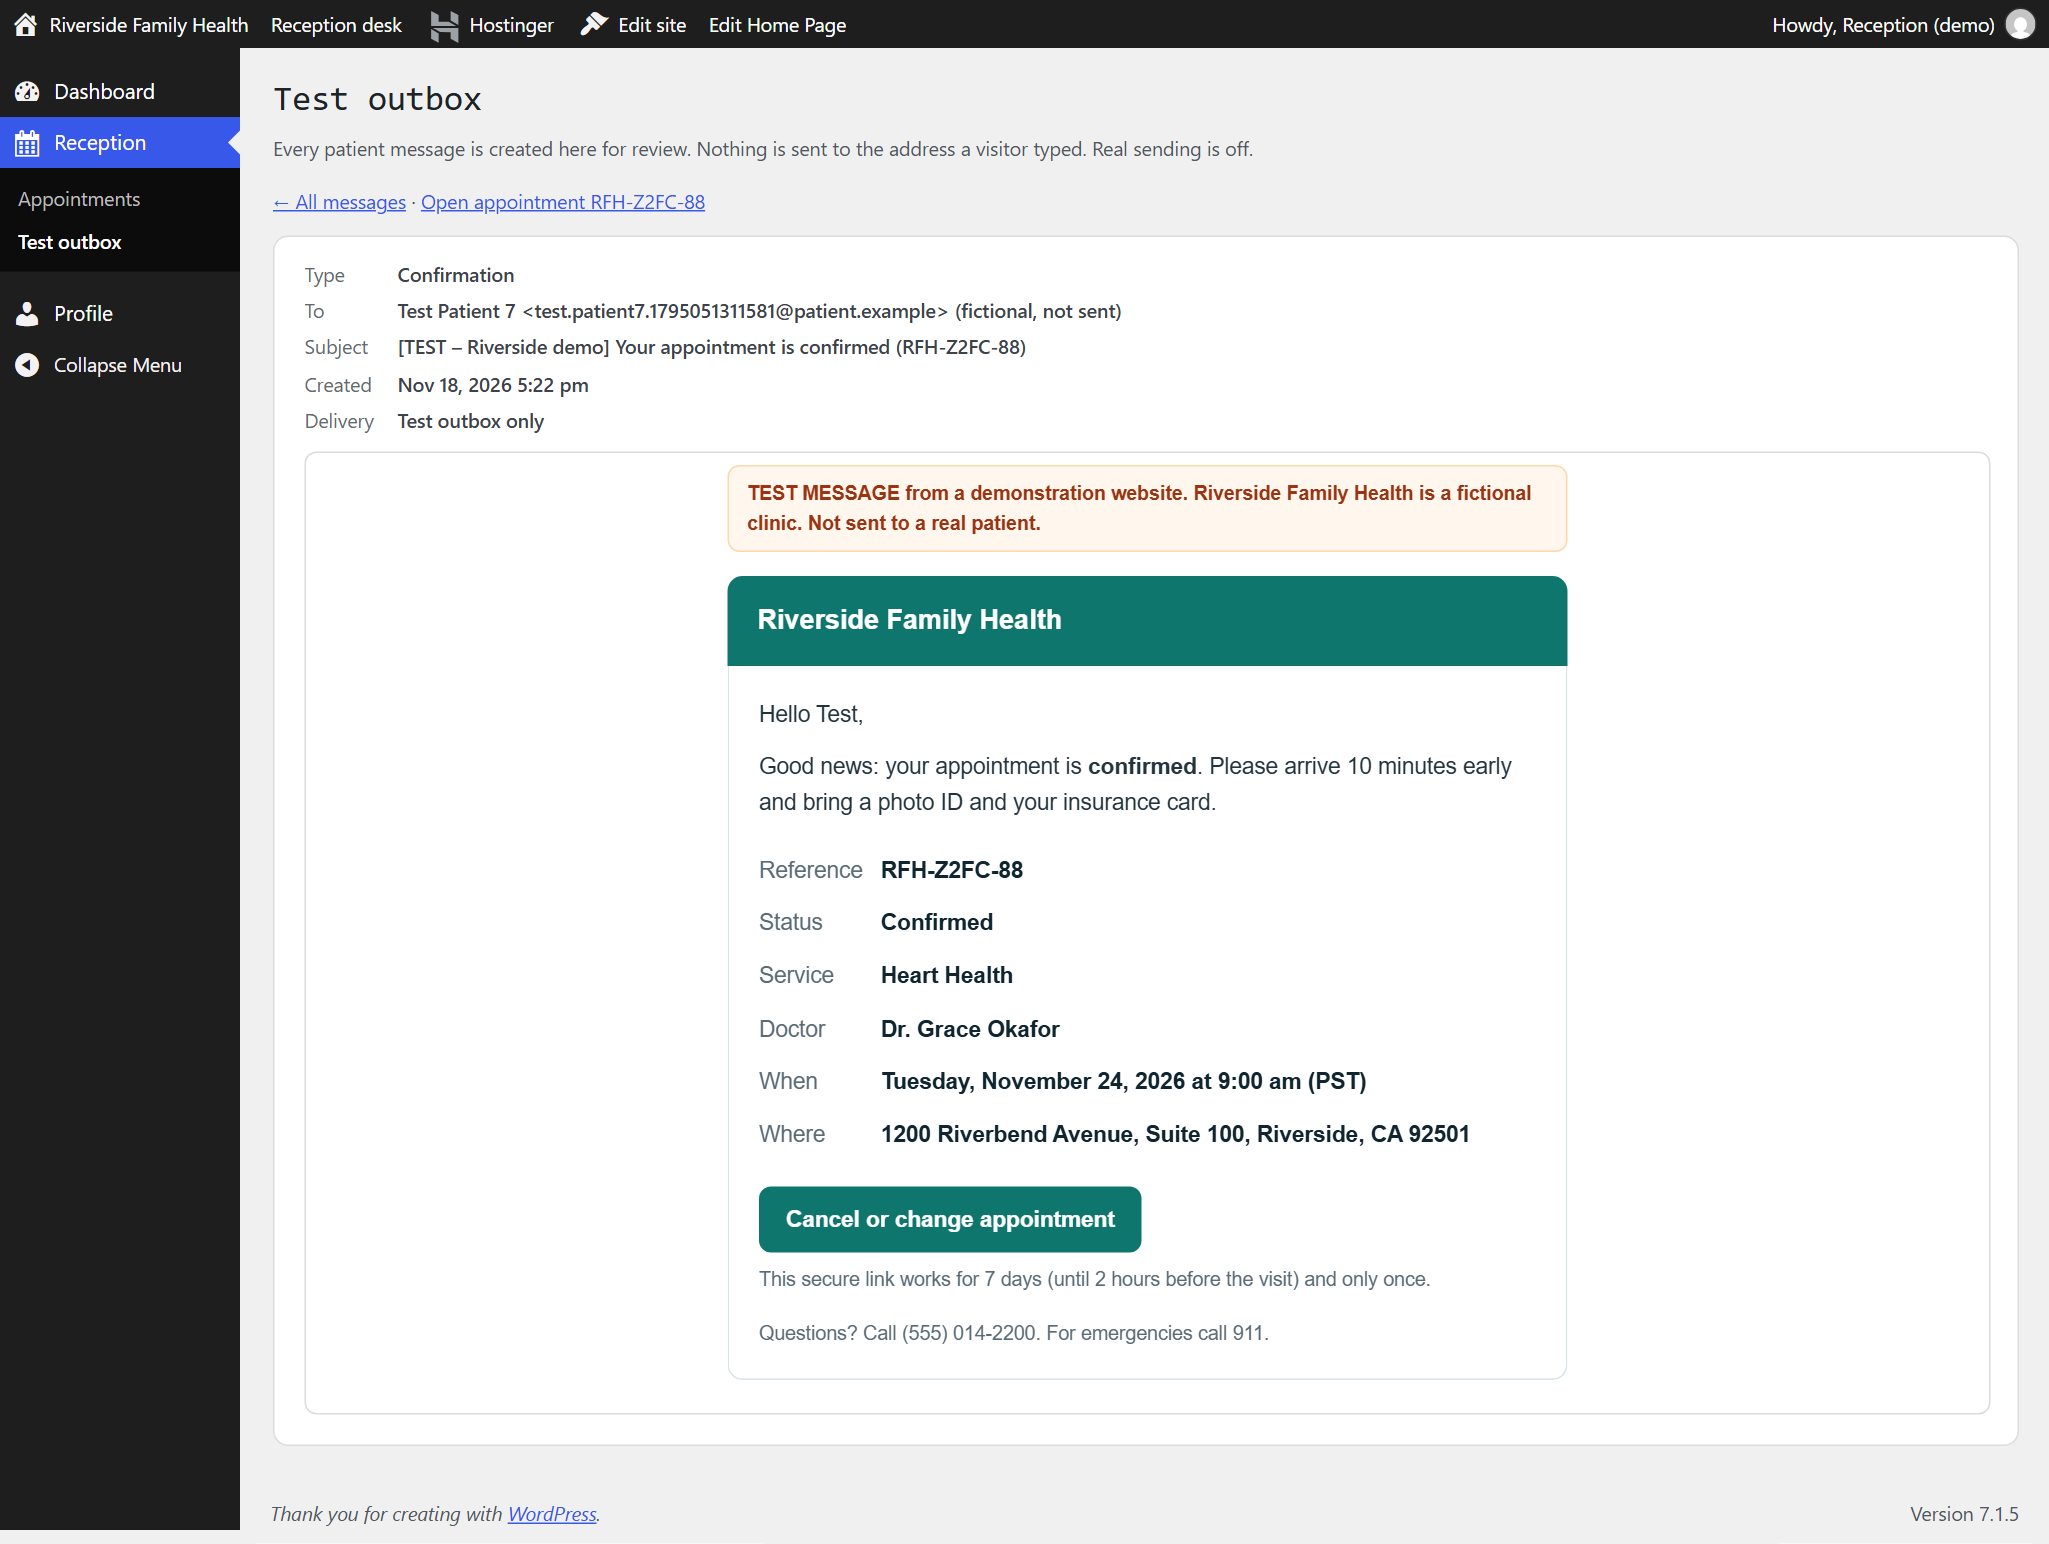 Riverside Family Health Reception desk Hostinger Edit site Edit Home Page Howdy, Reception (demo)
Dashboard
Reception
Appointments
Test outbox
Profile
Collapse Menu
Test outbox
Every patient message is created here for review. Nothing is sent to the address a visitor typed. Real sending is off.
← All messages · Open appointment RFH-Z2FC-88
Type Confirmation
To Test Patient 7 <test.patient7.1795051311581@patient.example> (fictional, not sent)
Subject [TEST – Riverside demo] Your appointment is confirmed (RFH-Z2FC-88)
Created Nov 18, 2026 5:22 pm
Delivery Test outbox only
TEST MESSAGE from a demonstration website. Riverside Family Health is a fictional
clinic. Not sent to a real patient.
Riverside Family Health
Hello Test,
Good news: your appointment is confirmed. Please arrive 10 minutes early
and bring a photo ID and your insurance card.
Reference RFH-Z2FC-88
Status Confirmed
Service Heart Health
Doctor Dr. Grace Okafor
When Tuesday, November 24, 2026 at 9:00 am (PST)
Where 1200 Riverbend Avenue, Suite 100, Riverside, CA 92501
Cancel or change appointment
This secure link works for 7 days (until 2 hours before the visit) and only once.
Questions? Call (555) 014-2200. For emergencies call 911.
Thank you for creating with WordPress.
Version 7.1.5